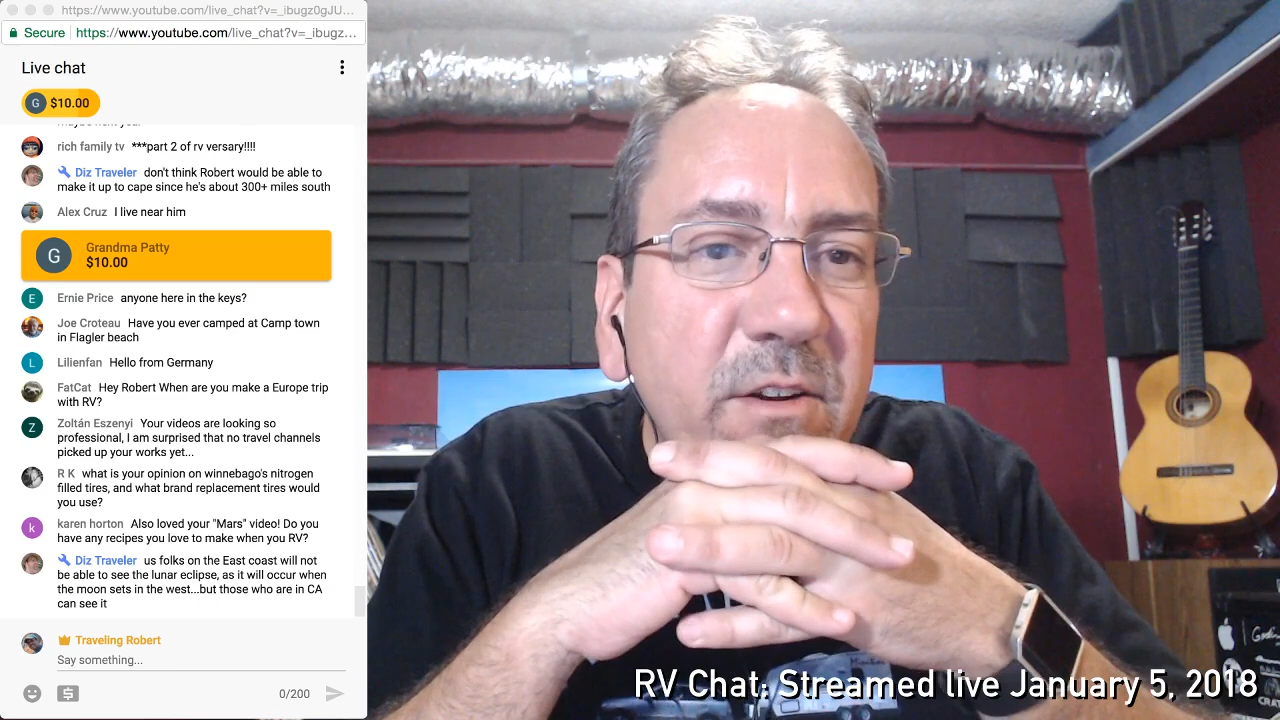 https://www.youtube.com/live_chat?v=_ibugz0gJU...
Secure https://www.youtube.com/live_chat?v=_ibugz...
Live chat
G $10.00
rich family tv ***part 2 of rv versary!!!!
Diz Traveler don't think Robert would be able to
make it up to cape since he's about 300+ miles south
Alex Cruz I live near him
G Grandma Patty
$10.00
E Ernie Price anyone here in the keys?
Joe Croteau Have you ever camped at Camp town
in Flagler beach
L Lilienfan Hello from Germany
FatCat Hey Robert When are you make a Europe trip
with RV?
Z Zoltán Eszenyi Your videos are looking so
professional, I am surprised that no travel channels
picked up your works yet...
R K what is your opinion on winnebago's nitrogen
filled tires, and what brand replacement tires would
you use?
k karen horton Also loved your "Mars" video! Do you
have any recipes you love to make when you RV?
Diz Traveler us folks on the East coast will not
be able to see the lunar eclipse, as it will occur when
the moon sets in the west...but those who are in CA
can see it
Traveling Robert
Say something...
0/200
RV Chat: Streamed live January 5, 2018